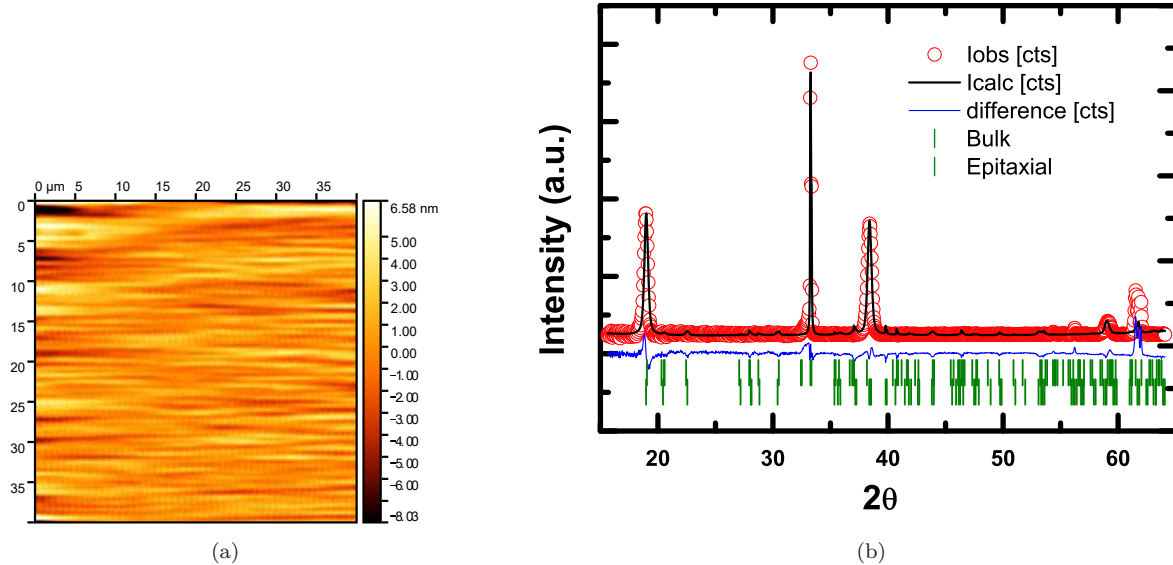 0 µm 5 10 15 20 25 30 35
0
5
10
15
20
25
30
35
6.58 nm
5.00
4.00
3.00
2.00
1.00
0.00
−1.00
−2.00
−3.00
−4.00
−5.00
−6.00
−8.03
(a)
Intensity (a.u.)
Iobs [cts]
Icalc [cts]
difference [cts]
Bulk
Epitaxial
20 30 40 50 60
2θ
(b)